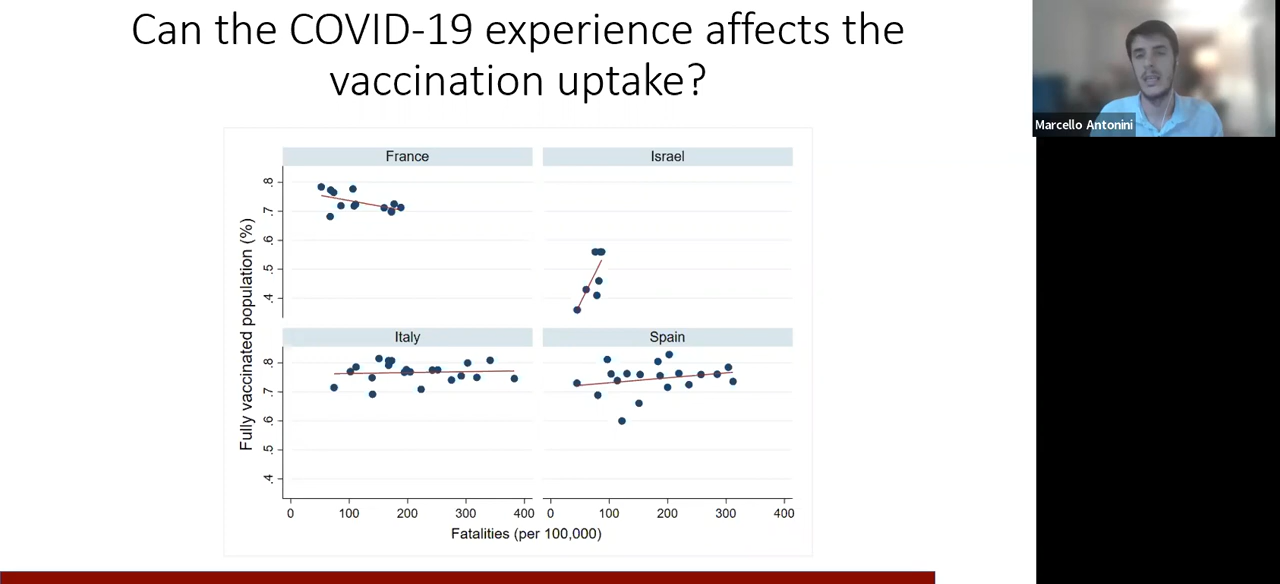 Can the COVID-19 experience affects the
vaccination uptake?
Marcello Antonini
France
Israel
.8
.7
.6
.5
.4
Italy
Spain
.8
.7
.6
.5
.4
Fully vaccinated population (%)
0 100 200 300 400 0 100 200 300 400
Fatalities (per 100,000)